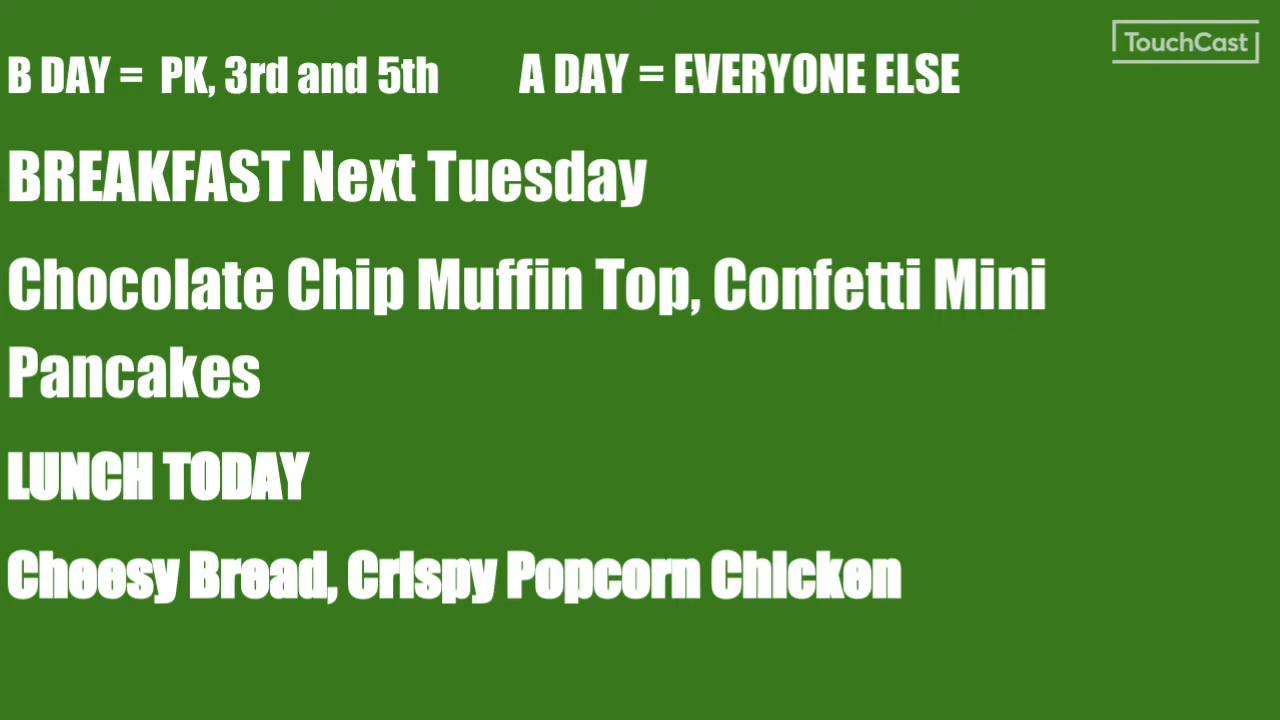 TouchCast
B DAY = PK, 3rd and 5th A DAY = EVERYONE ELSE
BREAKFAST Next Tuesday
Chocolate Chip Muffin Top, Confetti Mini
Pancakes
LUNCH TODAY
Cheesy Bread, Crispy Popcorn Chicken